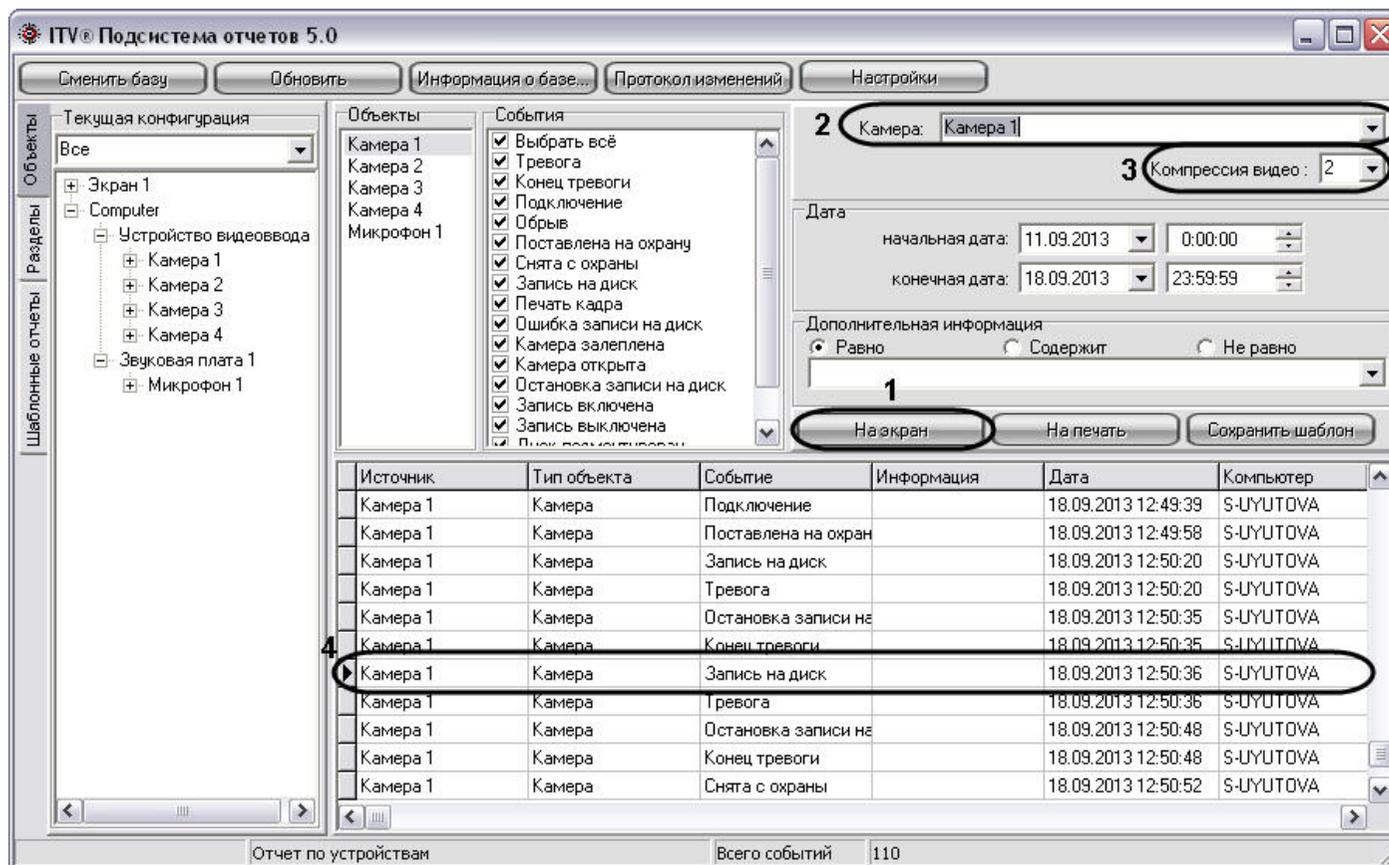 ITV® Подсистема отчетов 5.0
Сменить базу
Обновить
Информация о базе...
Протокол изменений
Настройки
Объекты
Разделы
Шаблонные отчеты
Текущая конфигурация
Все
Экран 1
Computer
Устройство видеоввода
Камера 1
Камера 2
Камера 3
Камера 4
Звуковая плата 1
Микрофон 1
Объекты
Камера 1
Камера 2
Камера 3
Камера 4
Микрофон 1
События
Выбрать всё
Тревога
Конец тревоги
Подключение
Обрыв
Поставлена на охрану
Снята с охраны
Запись на диск
Печать кадра
Ошибка записи на диск
Камера залеплена
Камера открыта
Остановка записи на диск
Запись включена
Запись выключена
2 Камера: Камера 1
3 Компрессия видео : 2
Дата
начальная дата: 11.09.2013 0:00:00
конечная дата: 18.09.2013 23:59:59
Дополнительная информация
Равно Содержит Не равно
1
На экран На печать Сохранить шаблон
Источник Тип объекта Событие Информация Дата Компьютер
Камера 1 Камера Подключение 18.09.2013 12:49:39 S-UYUTOVA
Камера 1 Камера Поставлена на охран 18.09.2013 12:49:58 S-UYUTOVA
Камера 1 Камера Запись на диск 18.09.2013 12:50:20 S-UYUTOVA
Камера 1 Камера Тревога 18.09.2013 12:50:20 S-UYUTOVA
Камера 1 Камера Остановка записи на 18.09.2013 12:50:35 S-UYUTOVA
Камера 1 Камера Конец тревоги 18.09.2013 12:50:35 S-UYUTOVA
4
Камера 1 Камера Запись на диск 18.09.2013 12:50:36 S-UYUTOVA
Камера 1 Камера Тревога 18.09.2013 12:50:36 S-UYUTOVA
Камера 1 Камера Остановка записи на 18.09.2013 12:50:48 S-UYUTOVA
Камера 1 Камера Конец тревоги 18.09.2013 12:50:48 S-UYUTOVA
Камера 1 Камера Снята с охраны 18.09.2013 12:50:52 S-UYUTOVA
Отчет по устройствам Всего событий 110